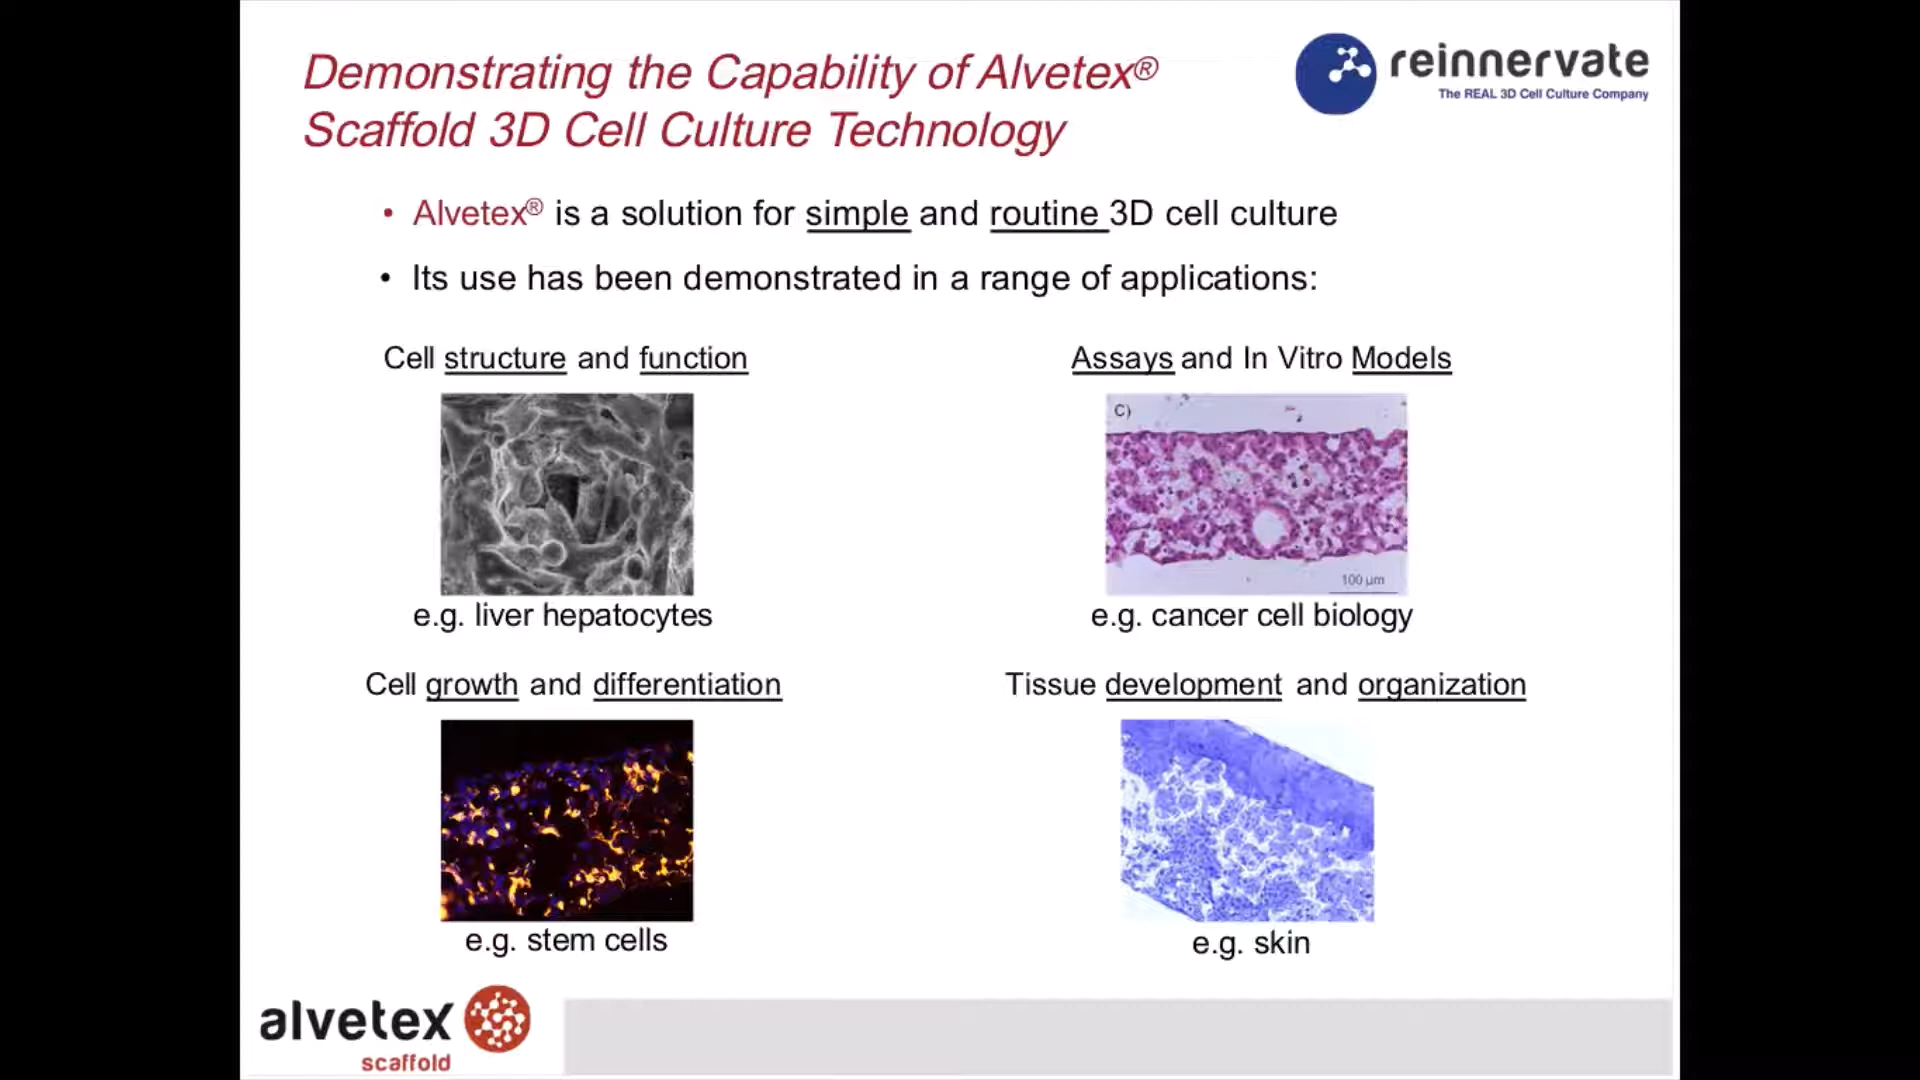 Demonstrating the Capability of Alvetex®
Scaffold 3D Cell Culture Technology
reinnervate
The REAL 3D Cell Culture Company
• Alvetex® is a solution for simple and routine 3D cell culture
• Its use has been demonstrated in a range of applications:
Cell structure and function
Assays and In Vitro Models
C)
100 µm
e.g. liver hepatocytes
e.g. cancer cell biology
Cell growth and differentiation
Tissue development and organization
e.g. stem cells
e.g. skin
alvetex
scaffold